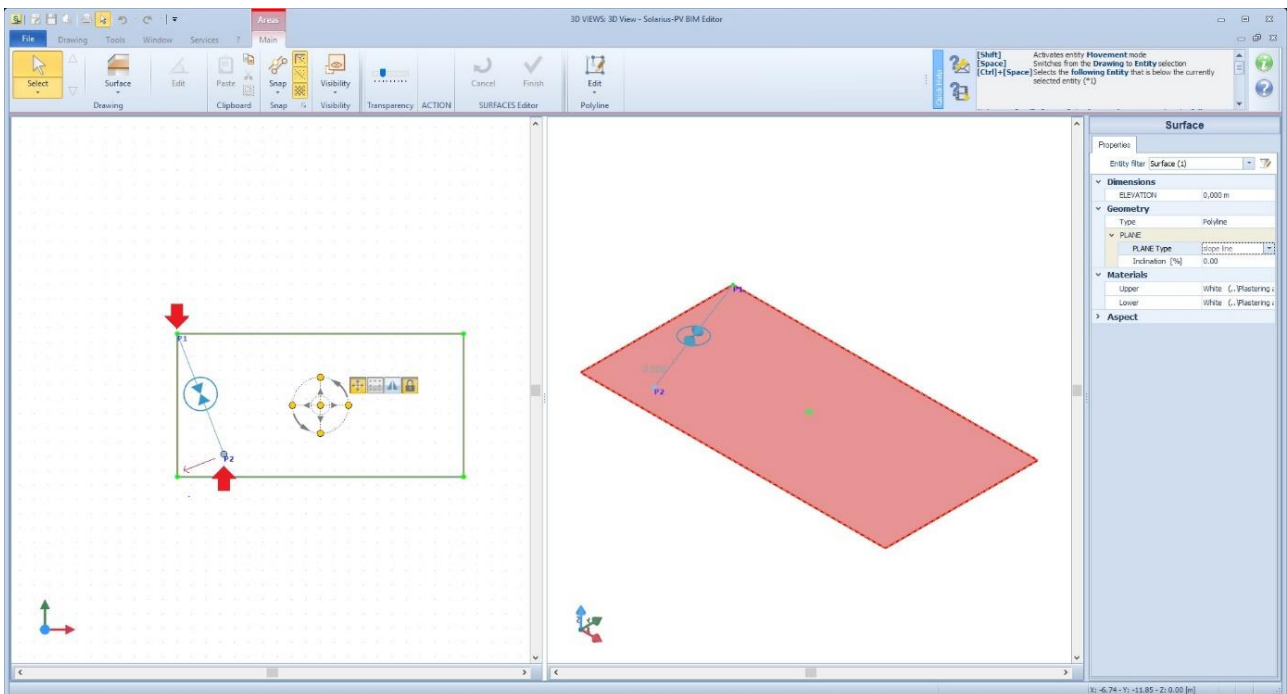 3D VIEWS: 3D View - Solarius-PV BIM Editor
Areas
File Drawing Tools Window Services ? Main
Select
Surface
Edit
Paste
Snap
Visibility
Cancel
Finish
Edit
Drawing
Clipboard
Snap
Visibility
Transparency
ACTION
SURFACES Editor
Polyline
[Shift] Activates entity Movement mode
[Space] Switches from the Drawing to Entity selection
[Ctrl]+[Space] Selects the following Entity that is below the currently
selected entity (*1)
P1
P2
P1
P2
Surface
Properties
Entity filter Surface (1)
Dimensions
ELEVATION 0,000 m
Geometry
Type Polyline
PLANE
PLANE Type slope line
Inclination [%] 0.00
Materials
Upper White (..\Plastering a
Lower White (..\Plastering a
Aspect
X: -6.74 - Y: -11.85 - Z: 0.00 [m]